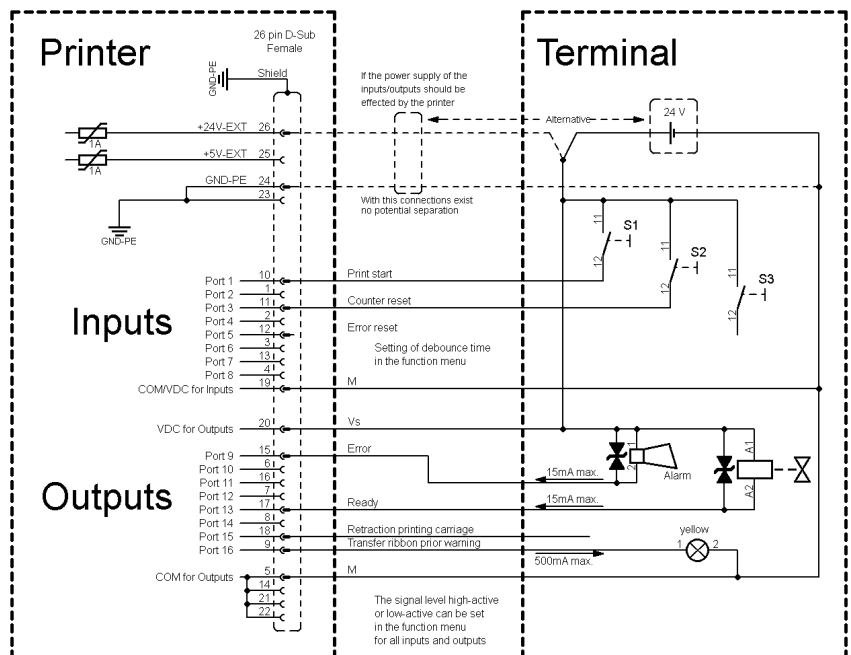 Printer
26 pin D-Sub
Female
Terminal
GND-PE
Shield
If the power supply of the
inputs/outputs should be
effected by the printer
Alternative
24 V
+24V-EXT 26
1A
+5V-EXT 25
1A
GND-PE 24
23
GND-PE
With this connections exist
no potential separation
11
S1
12
11
S2
12
11
S3
12
Inputs
Port 1 10 Print start
Port 2 1
Port 3 11 Counter reset
Port 4 2
Port 5 12 Error reset
Port 6 3
Port 7 13
Port 8 4
COM/VDC for Inputs 19 M
Setting of debounce time
in the function menu
VDC for Outputs 20 Vs
Outputs
Port 9 15 Error
Port 10 6
Port 11 16
Port 12 7
Port 13 17 Ready
Port 14 8
Port 15 18 Retraction printing carriage
Port 16 9 Transfer ribbon prior warning
COM for Outputs 5 M
14
21
22
15mA max.
15mA max.
500mA max.
1
2
Alarm
A1
A2
yellow
1 2
The signal level high-active
or low-active can be set
in the function menu
for all inputs and outputs